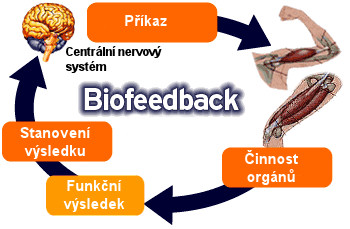 Příkaz
Centrální nervový
systém
Biofeedback
Stanovení
výsledku
Činnost
orgánů
Funkční
výsledek